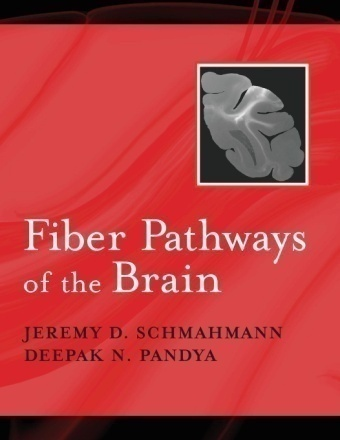 Fiber Pathways
of the Brain
JEREMY D. SCHMAHMANN
DEEPAK N. PANDYA